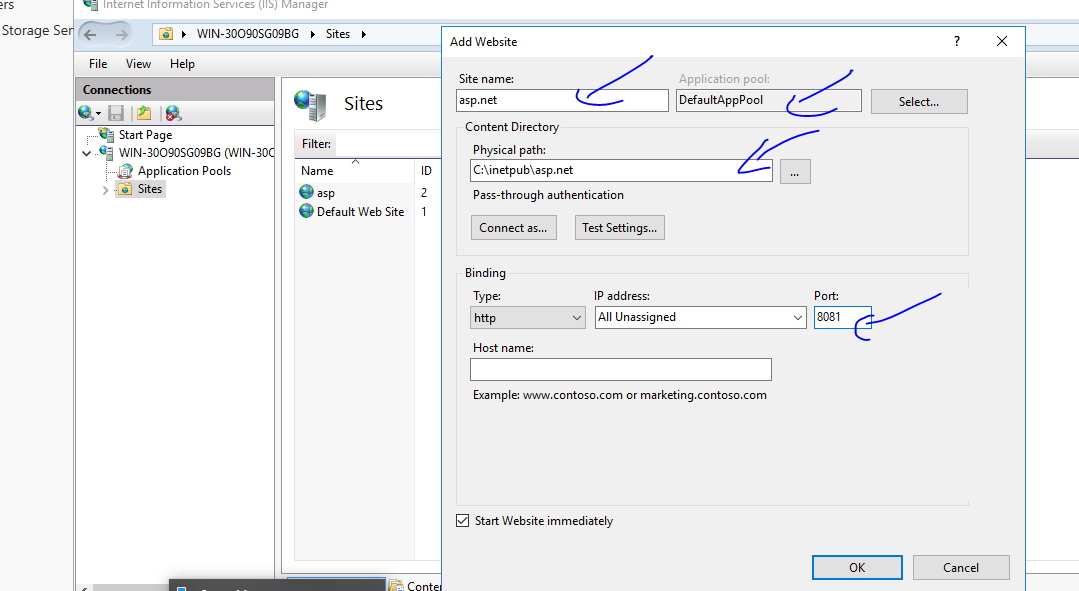 ers
Internet Information Services (IIS) Manager
Storage Ser
WIN-30O90SG09BG Sites
File View Help
Connections
Start Page
WIN-30O90SG09BG (WIN-30C
Application Pools
Sites
Sites
Filter:
Name ID
asp 2
Default Web Site 1
Conter
Add Website ?
Site name: Application pool:
asp.net DefaultAppPool Select...
Content Directory
Physical path:
C:\inetpub\asp.net ...
Pass-through authentication
Connect as... Test Settings...
Binding
Type: IP address: Port:
http All Unassigned 8081
Host name:
Example: www.contoso.com or marketing.contoso.com
Start Website immediately
OK Cancel